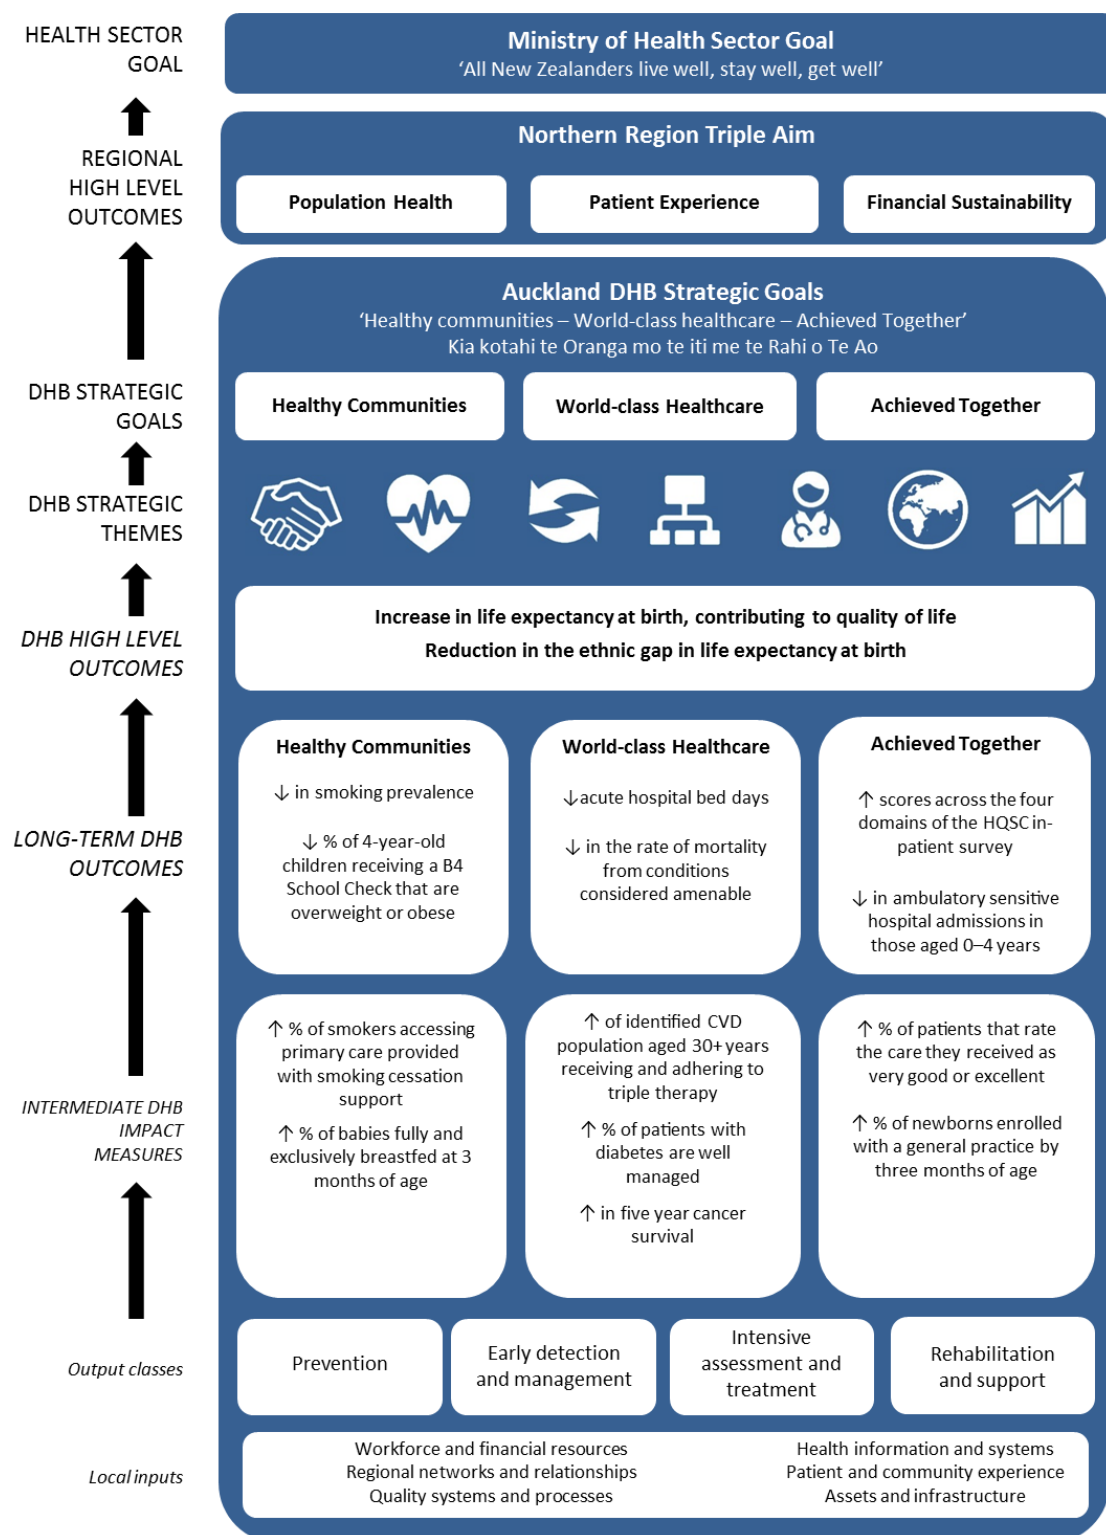 HEALTH SECTOR
GOAL
Ministry of Health Sector Goal
‘All New Zealanders live well, stay well, get well’
REGIONAL
HIGH LEVEL
OUTCOMES
Northern Region Triple Aim
Population Health
Patient Experience
Financial Sustainability
Auckland DHB Strategic Goals
‘Healthy communities – World-class healthcare – Achieved Together’
Kia kotahi te Oranga mo te iti me te Rahi o Te Ao
DHB STRATEGIC
GOALS
Healthy Communities
World-class Healthcare
Achieved Together
DHB STRATEGIC
THEMES
DHB HIGH LEVEL
OUTCOMES
Increase in life expectancy at birth, contributing to quality of life
Reduction in the ethnic gap in life expectancy at birth
LONG-TERM DHB
OUTCOMES
Healthy Communities
↓ in smoking prevalence
↓ % of 4-year-old
children receiving a B4
School Check that are
overweight or obese
World-class Healthcare
↓acute hospital bed days
↓ in the rate of mortality
from conditions
considered amenable
Achieved Together
↑ scores across the four
domains of the HQSC in-
patient survey
↓ in ambulatory sensitive
hospital admissions in
those aged 0–4 years
INTERMEDIATE DHB
IMPACT
MEASURES
↑ % of smokers accessing
primary care provided
with smoking cessation
support
↑ % of babies fully and
exclusively breastfed at 3
months of age
↑ of identified CVD
population aged 30+ years
receiving and adhering to
triple therapy
↑ % of patients with
diabetes are well
managed
↑ in five year cancer
survival
↑ % of patients that rate
the care they received as
very good or excellent
↑ % of newborns enrolled
with a general practice by
three months of age
Output classes
Prevention
Early detection
and management
Intensive
assessment and
treatment
Rehabilitation
and support
Local inputs
Workforce and financial resources
Regional networks and relationships
Quality systems and processes
Health information and systems
Patient and community experience
Assets and infrastructure